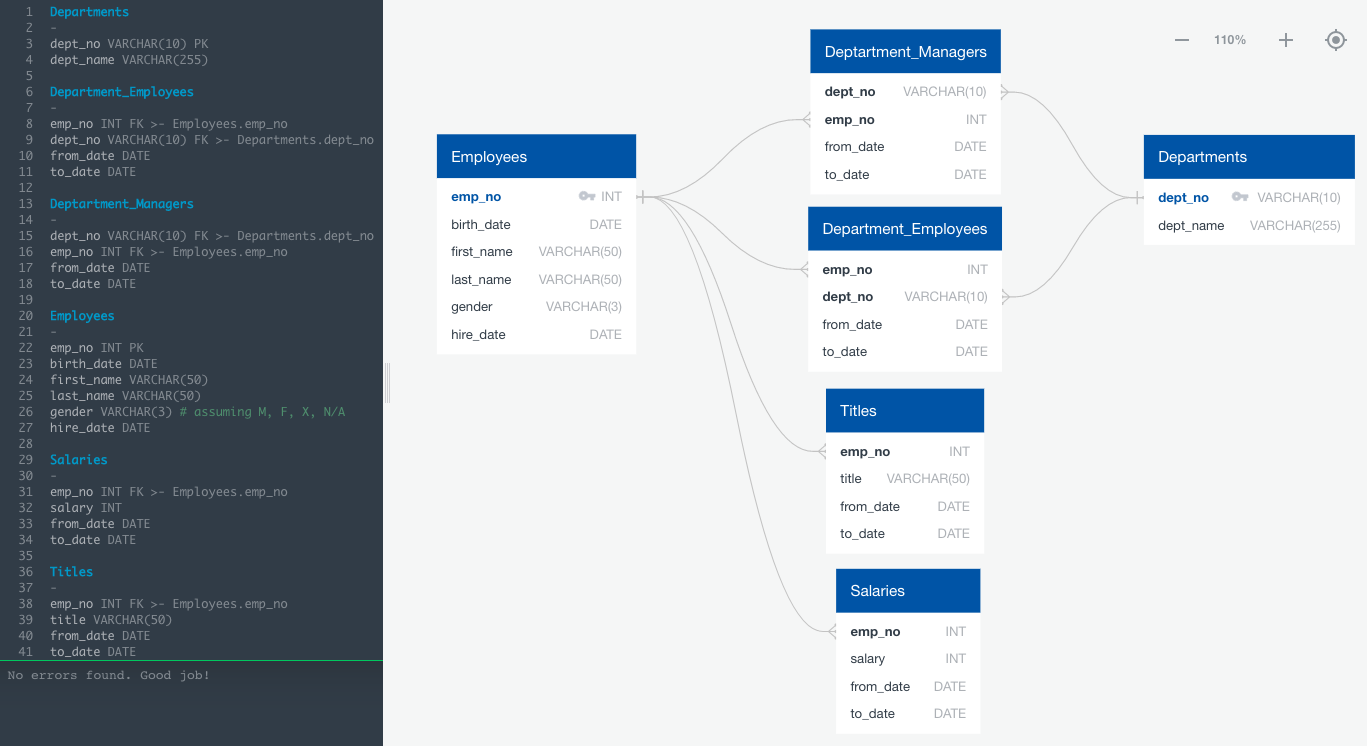 1 Departments
2 -
3 dept_no VARCHAR(10) PK
4 dept_name VARCHAR(255)
5
6 Department_Employees
7 -
8 emp_no INT FK >- Employees.emp_no
9 dept_no VARCHAR(10) FK >- Departments.dept_no
10 from_date DATE
11 to_date DATE
12
13 Deptartment_Managers
14 -
15 dept_no VARCHAR(10) FK >- Departments.dept_no
16 emp_no INT FK >- Employees.emp_no
17 from_date DATE
18 to_date DATE
19
20 Employees
21 -
22 emp_no INT PK
23 birth_date DATE
24 first_name VARCHAR(50)
25 last_name VARCHAR(50)
26 gender VARCHAR(3) # assuming M, F, X, N/A
27 hire_date DATE
28
29 Salaries
30 -
31 emp_no INT FK >- Employees.emp_no
32 salary INT
33 from_date DATE
34 to_date DATE
35
36 Titles
37 -
38 emp_no INT FK >- Employees.emp_no
39 title VARCHAR(50)
40 from_date DATE
41 to_date DATE
No errors found. Good job!
110%
Employees
emp_no INT
birth_date DATE
first_name VARCHAR(50)
last_name VARCHAR(50)
gender VARCHAR(3)
hire_date DATE
Deptartment_Managers
dept_no VARCHAR(10)
emp_no INT
from_date DATE
to_date DATE
Department_Employees
emp_no INT
dept_no VARCHAR(10)
from_date DATE
to_date DATE
Titles
emp_no INT
title VARCHAR(50)
from_date DATE
to_date DATE
Salaries
emp_no INT
salary INT
from_date DATE
to_date DATE
Departments
dept_no VARCHAR(10)
dept_name VARCHAR(255)